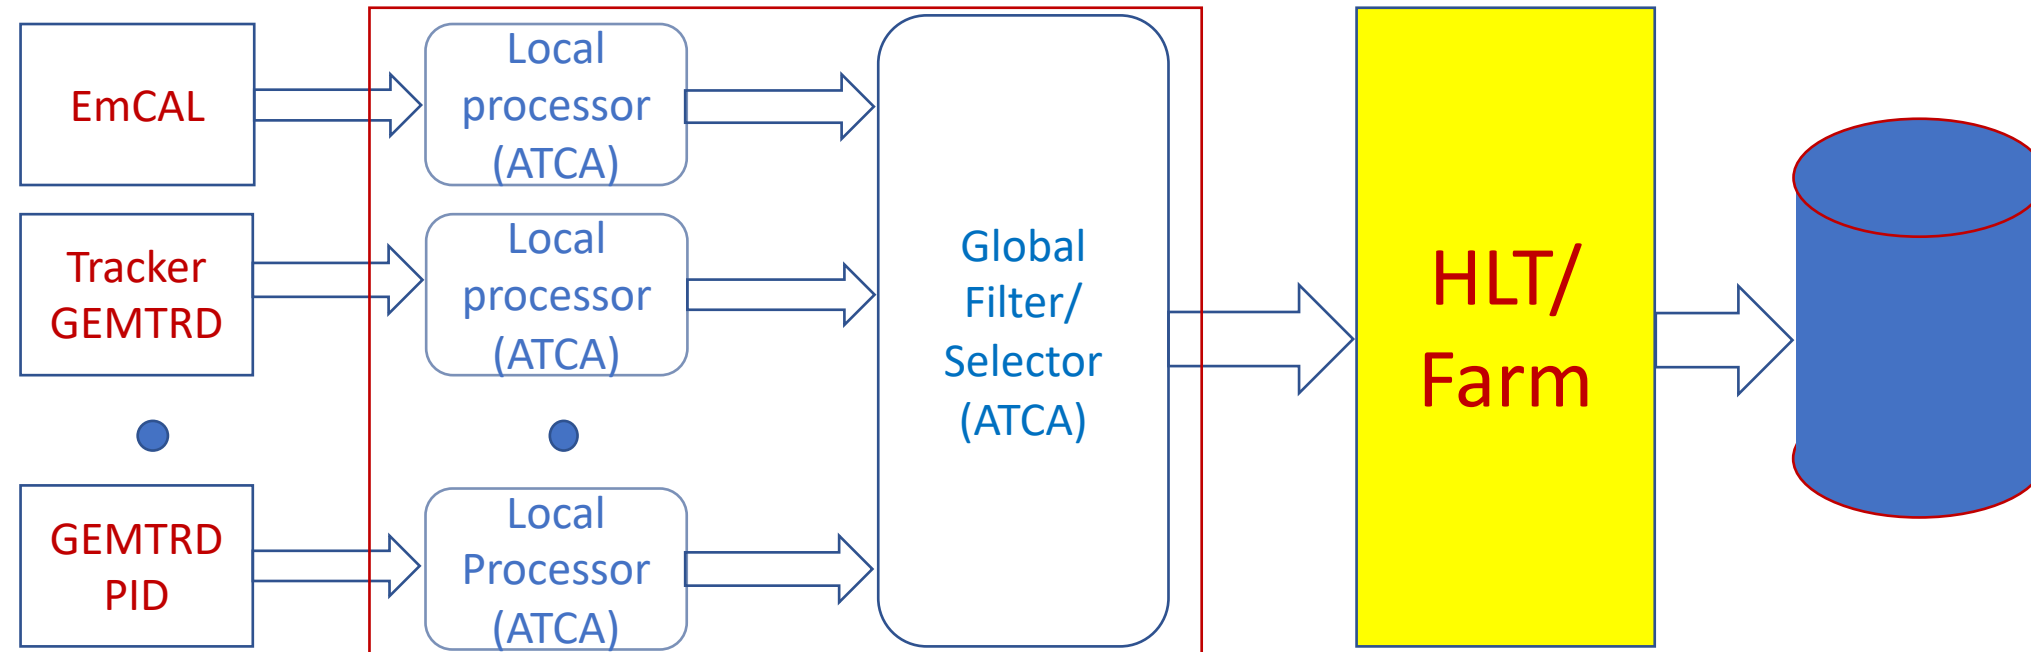 EmCAL
Local
processor
(ATCA)
Tracker
GEMTRD
Local
processor
(ATCA)
GEMTRD
PID
Local
Processor
(ATCA)
Global
Filter/
Selector
(ATCA)
HLT/
Farm